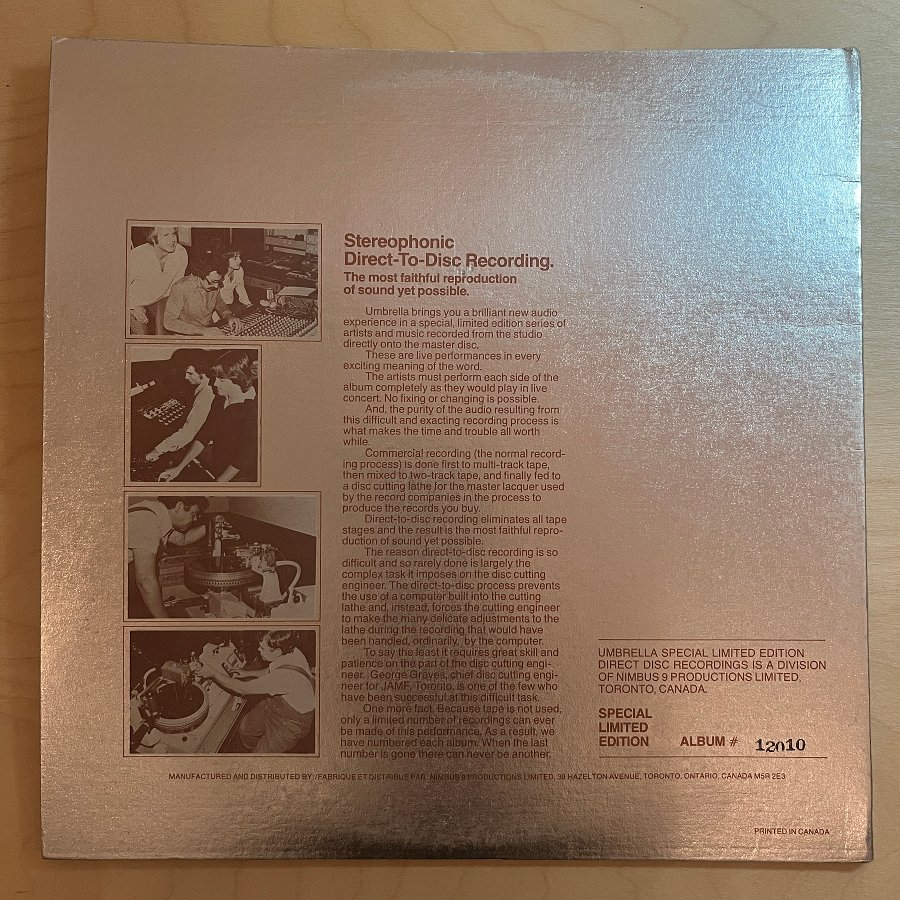 Stereophonic
Direct-To-Disc Recording.
The most faithful reproduction
of sound yet possible.
Umbrella brings you a brilliant new audio
experience in a special, limited edition series of
artists and music recorded from the studio
directly onto the master disc.
These are live performances in every
exciting meaning of the word.
The artists must perform each side of the
album completely as they would play in live
concert. No fixing or changing is possible.
And, the purity of the audio resulting from
this difficult and exacting recording process is
what makes the time and trouble all worth
while.
Commercial recording (the normal record-
ing process) is done first to multi-track tape,
then mixed to two-track tape, and finally fed to
a disc cutting lathe for the master lacquer used
by the record companies in the process to
produce the records you buy.
Direct-to-disc recording eliminates all tape
stages and the result is the most faithful repro-
duction of sound yet possible.
The reason direct-to-disc recording is so
difficult and so rarely done is largely the
complex task it imposes on the disc cutting
engineer. The direct-to-disc process prevents
the use of a computer built into the cutting
lathe and, instead, forces the cutting engineer
to make the many delicate adjustments to the
lathe during the recording that would have
been handled, ordinarily, by the computer.
To say the least it requires great skill and
patience on the part of the disc cutting engi-
neer. George Graves, chief disc cutting engi-
neer for JAMF, Toronto, is one of the few who
have been successful at this difficult task.
One more fact. Because tape is not used,
only a limited number of recordings can ever
be made of this performance. As a result, we
have numbered each album. When the last
number is gone there can never be another.
UMBRELLA SPECIAL LIMITED EDITION
DIRECT DISC RECORDINGS IS A DIVISION
OF NIMBUS 9 PRODUCTIONS LIMITED,
TORONTO, CANADA.
SPECIAL
LIMITED
EDITION ALBUM # 12010
MANUFACTURED AND DISTRIBUTED BY:/FABRIQUE ET DISTRIBUE PAR: NIMBUS 9 PRODUCTIONS LIMITED, 39 HAZELTON AVENUE, TORONTO, ONTARIO, CANADA M5R 2E3
PRINTED IN CANADA